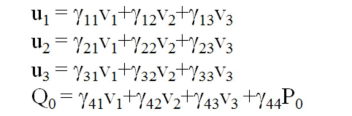 u₁ = γ₁₁v₁+γ₁₂v₂+γ₁₃v₃
u₂ = γ₂₁v₁+γ₂₂v₂+γ₂₃v₃
u₃ = γ₃₁v₁+γ₃₂v₂+γ₃₃v₃
Q₀ = γ₄₁v₁+γ₄₂v₂+γ₄₃v₃ +γ₄₄P₀